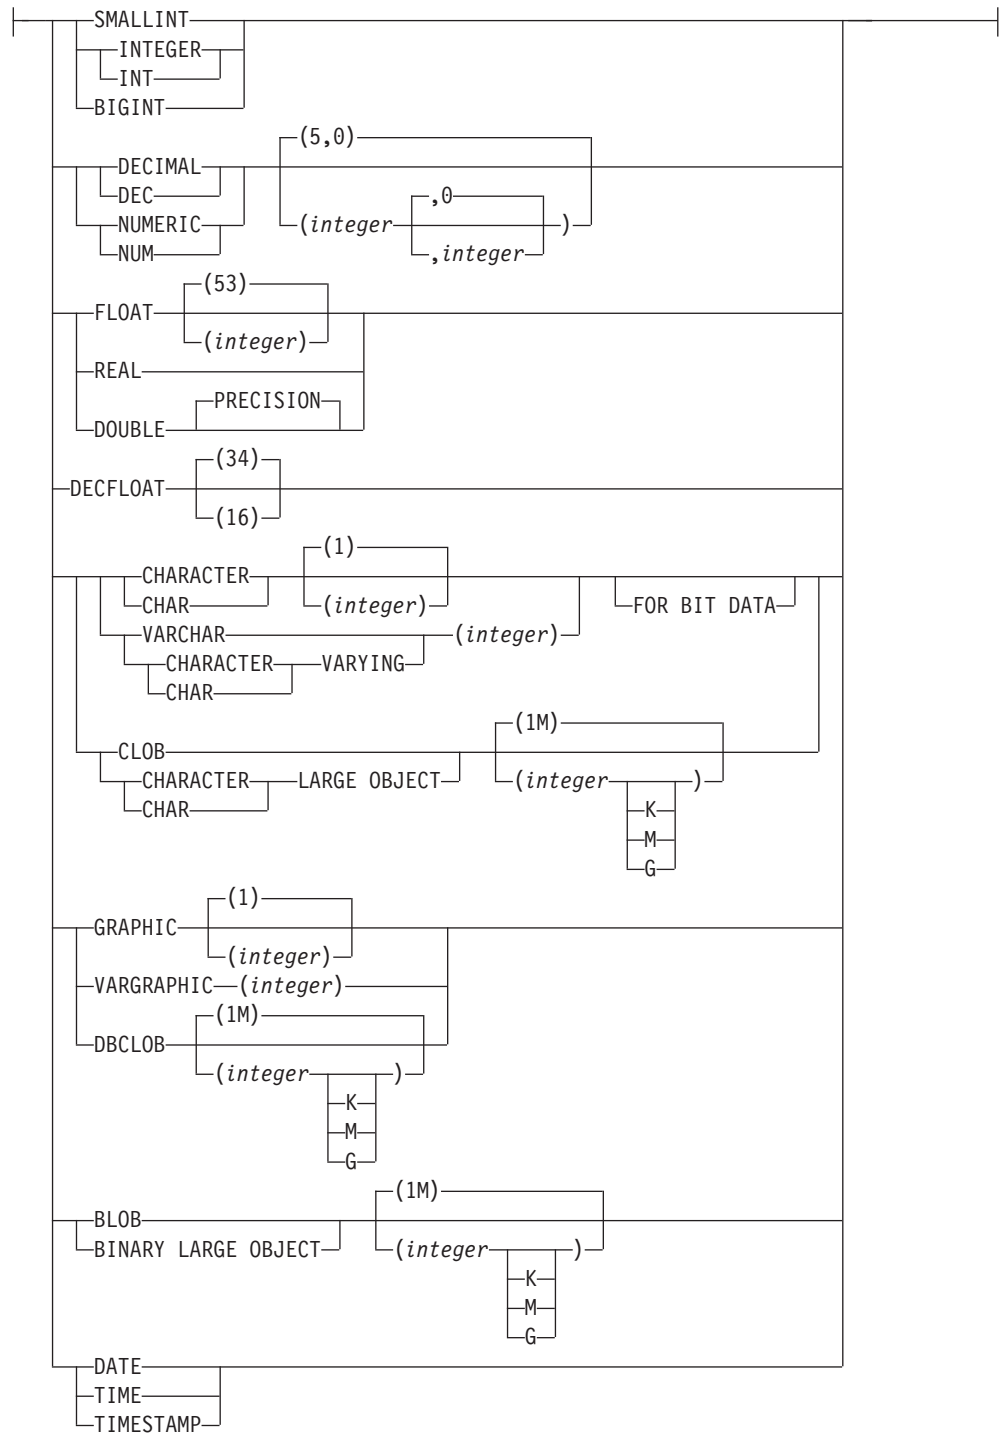 SMALLINT
INTEGER
INT
BIGINT
(5,0)
DECIMAL
DEC
,0
NUMERIC (integer )
NUM ,integer
(53)
FLOAT
(integer)
REAL
PRECISION
DOUBLE
(34)
DECFLOAT
(16)
(1)
CHARACTER
CHAR (integer) FOR BIT DATA
VARCHAR (integer)
CHARACTER VARYING
CHAR
(1M)
CLOB
CHARACTER LARGE OBJECT (integer )
CHAR K
M
G
(1)
GRAPHIC
(integer)
VARGRAPHIC (integer)
(1M)
DBCLOB
(integer )
K
M
G
(1M)
BLOB
BINARY LARGE OBJECT (integer )
K
M
G
DATE
TIME
TIMESTAMP